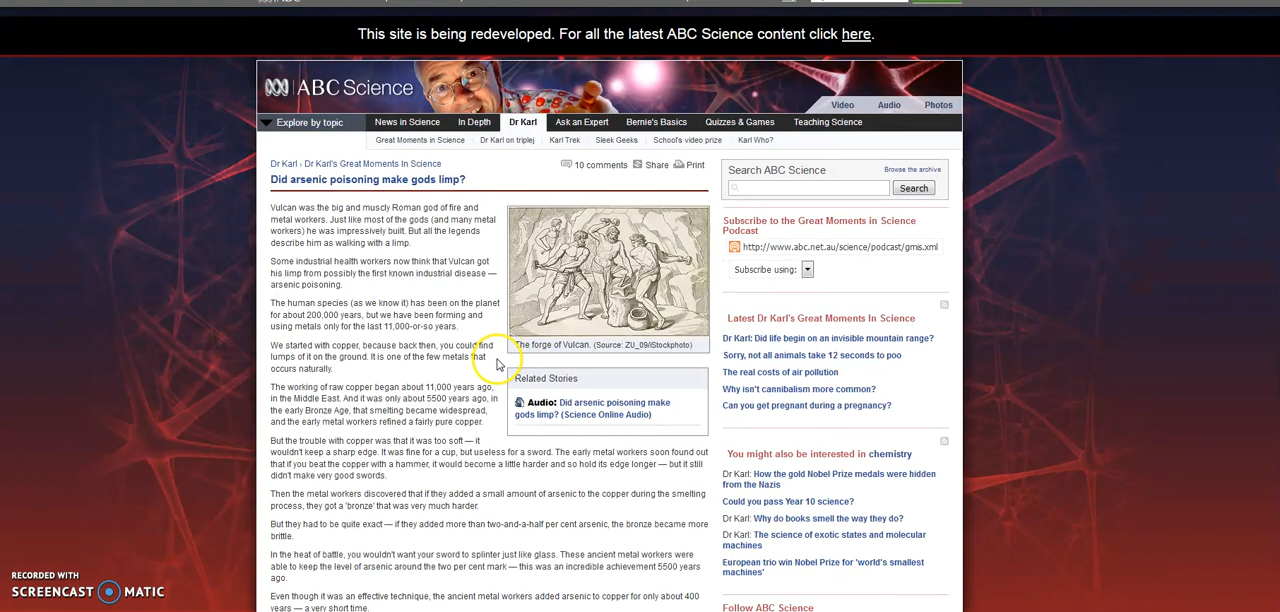 This site is being redeveloped. For all the latest ABC Science content click here.
ABC Science
Video Audio Photos
Explore by topic News in Science In Depth Dr Karl Ask an Expert Bernie's Basics Quizzes & Games Teaching Science
Great Moments in Science Dr Karl on triplej Karl Trek Sleek Geeks School's video prize Karl Who?
Dr Karl › Dr Karl's Great Moments In Science
10 comments Share Print
Did arsenic poisoning make gods limp?
Vulcan was the big and muscly Roman god of fire and
metal workers. Just like most of the gods (and many metal
workers) he was impressively built. But all the legends
describe him as walking with a limp.
Some industrial health workers now think that Vulcan got
his limp from possibly the first known industrial disease —
arsenic poisoning.
The human species (as we know it) has been on the planet
for about 200,000 years, but we have been forming and
using metals only for the last 11,000-or-so years.
We started with copper, because back then, you could find
lumps of it on the ground. It is one of the few metals that
occurs naturally.
The working of raw copper began about 11,000 years ago,
in the Middle East. And it was only about 5500 years ago, in
the early Bronze Age, that smelting became widespread,
and the early metal workers refined a fairly pure copper.
But the trouble with copper was that it was too soft — it
wouldn't keep a sharp edge. It was fine for a cup, but useless for a sword. The early metal workers soon found out
that if you beat the copper with a hammer, it would become a little harder and so hold its edge longer — but it still
didn't make very good swords.
Then the metal workers discovered that if they added a small amount of arsenic to the copper during the smelting
process, they got a 'bronze' that was very much harder.
But they had to be quite exact — if they added more than two-and-a-half per cent arsenic, the bronze became more
brittle.
In the heat of battle, you wouldn't want your sword to splinter just like glass. These ancient metal workers were
able to keep the level of arsenic around the two per cent mark – this was an incredible achievement 5500 years
ago.
Even though it was an effective technique, the ancient metal workers added arsenic to copper for only about 400
years — a very short time.
The forge of Vulcan. (Source: ZU_09/iStockphoto)
Related Stories
Audio: Did arsenic poisoning make
gods limp? (Science Online Audio)
Search ABC Science Browse the archive
Search
Subscribe to the Great Moments in Science
Podcast
http://www.abc.net.au/science/podcast/gmis.xml
Subscribe using:
Latest Dr Karl's Great Moments In Science
Dr Karl: Did life begin on an invisible mountain range?
Sorry, not all animals take 12 seconds to poo
The real costs of air pollution
Why isn't cannibalism more common?
Can you get pregnant during a pregnancy?
You might also be interested in chemistry
Dr Karl: How the gold Nobel Prize medals were hidden
from the Nazis
Could you pass Year 10 science?
Dr Karl: Why do books smell the way they do?
Dr Karl: The science of exotic states and molecular
machines
European trio win Nobel Prize for 'world's smallest
machines'
Follow ABC Science
RECORDED WITH
SCREENCAST MATIC